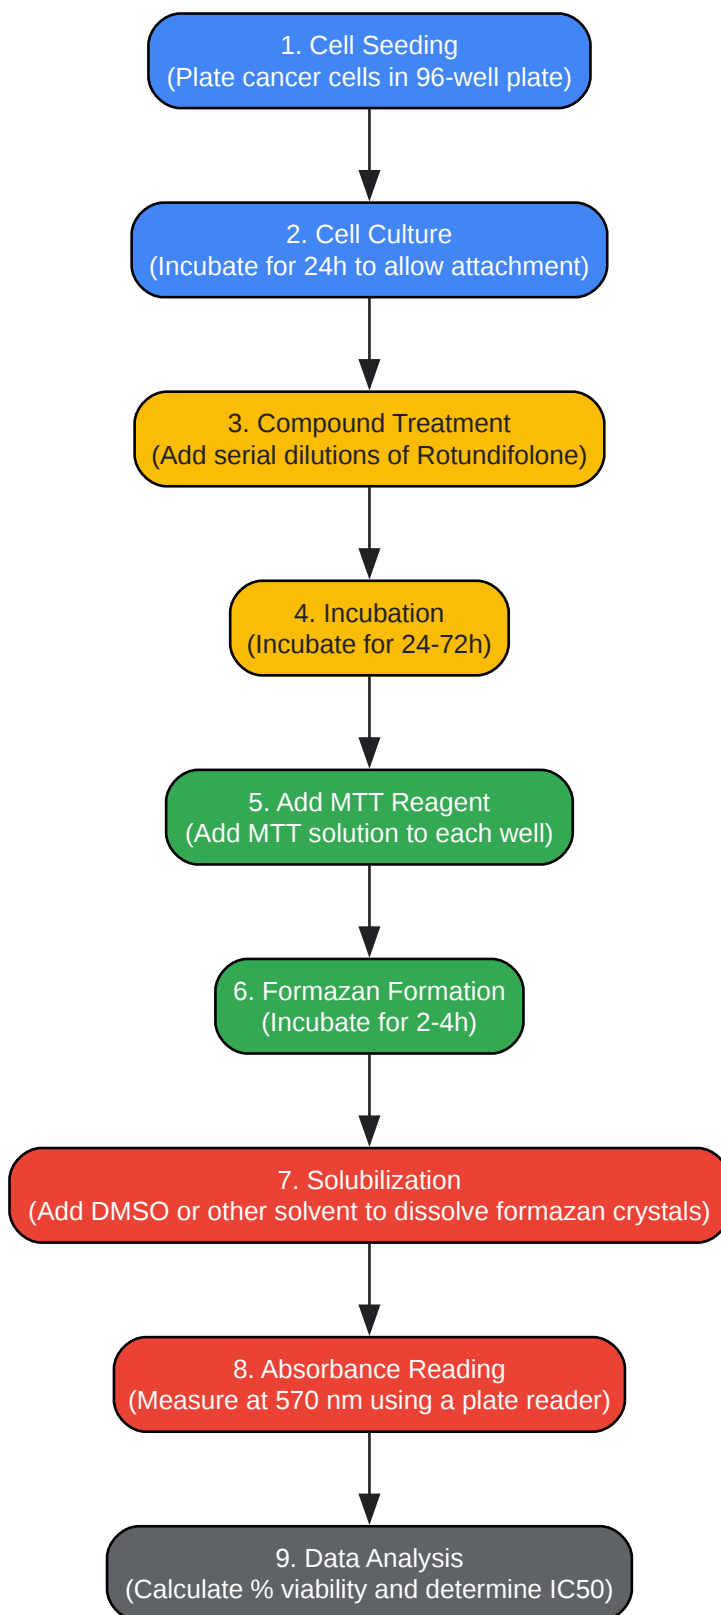 1. Cell Seeding
(Plate cancer cells in 96-well plate)
2. Cell Culture
(Incubate for 24h to allow attachment)
3. Compound Treatment
(Add serial dilutions of Rotundifolone)
4. Incubation
(Incubate for 24-72h)
5. Add MTT Reagent
(Add MTT solution to each well)
6. Formazan Formation
(Incubate for 2-4h)
7. Solubilization
(Add DMSO or other solvent to dissolve formazan crystals)
8. Absorbance Reading
(Measure at 570 nm using a plate reader)
9. Data Analysis
(Calculate % viability and determine IC50)